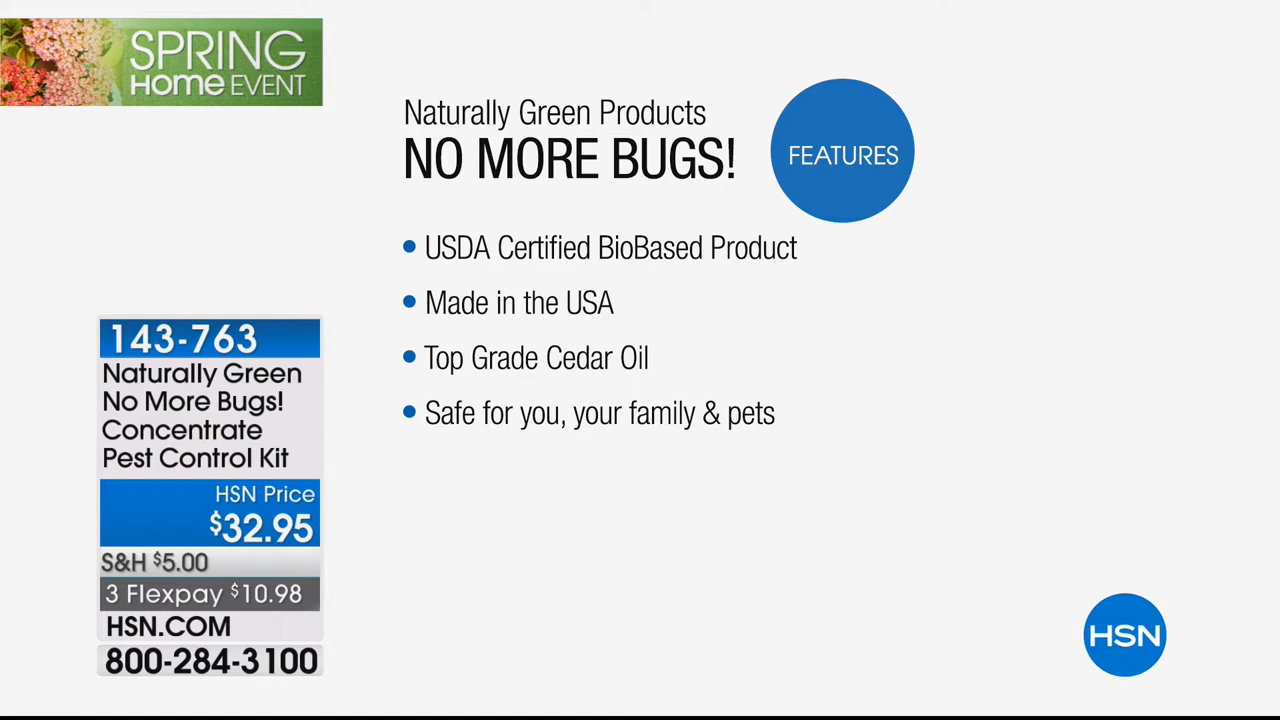 SPRING
Home EVENT
Naturally Green Products
NO MORE BUGS!
FEATURES
• USDA Certified BioBased Product
• Made in the USA
• Top Grade Cedar Oil
• Safe for you, your family & pets
143-763
Naturally Green
No More Bugs!
Concentrate
Pest Control Kit
HSN Price
$32.95
S&H $5.00
3 Flexpay $10.98
HSN.COM
800-284-3100
HSN